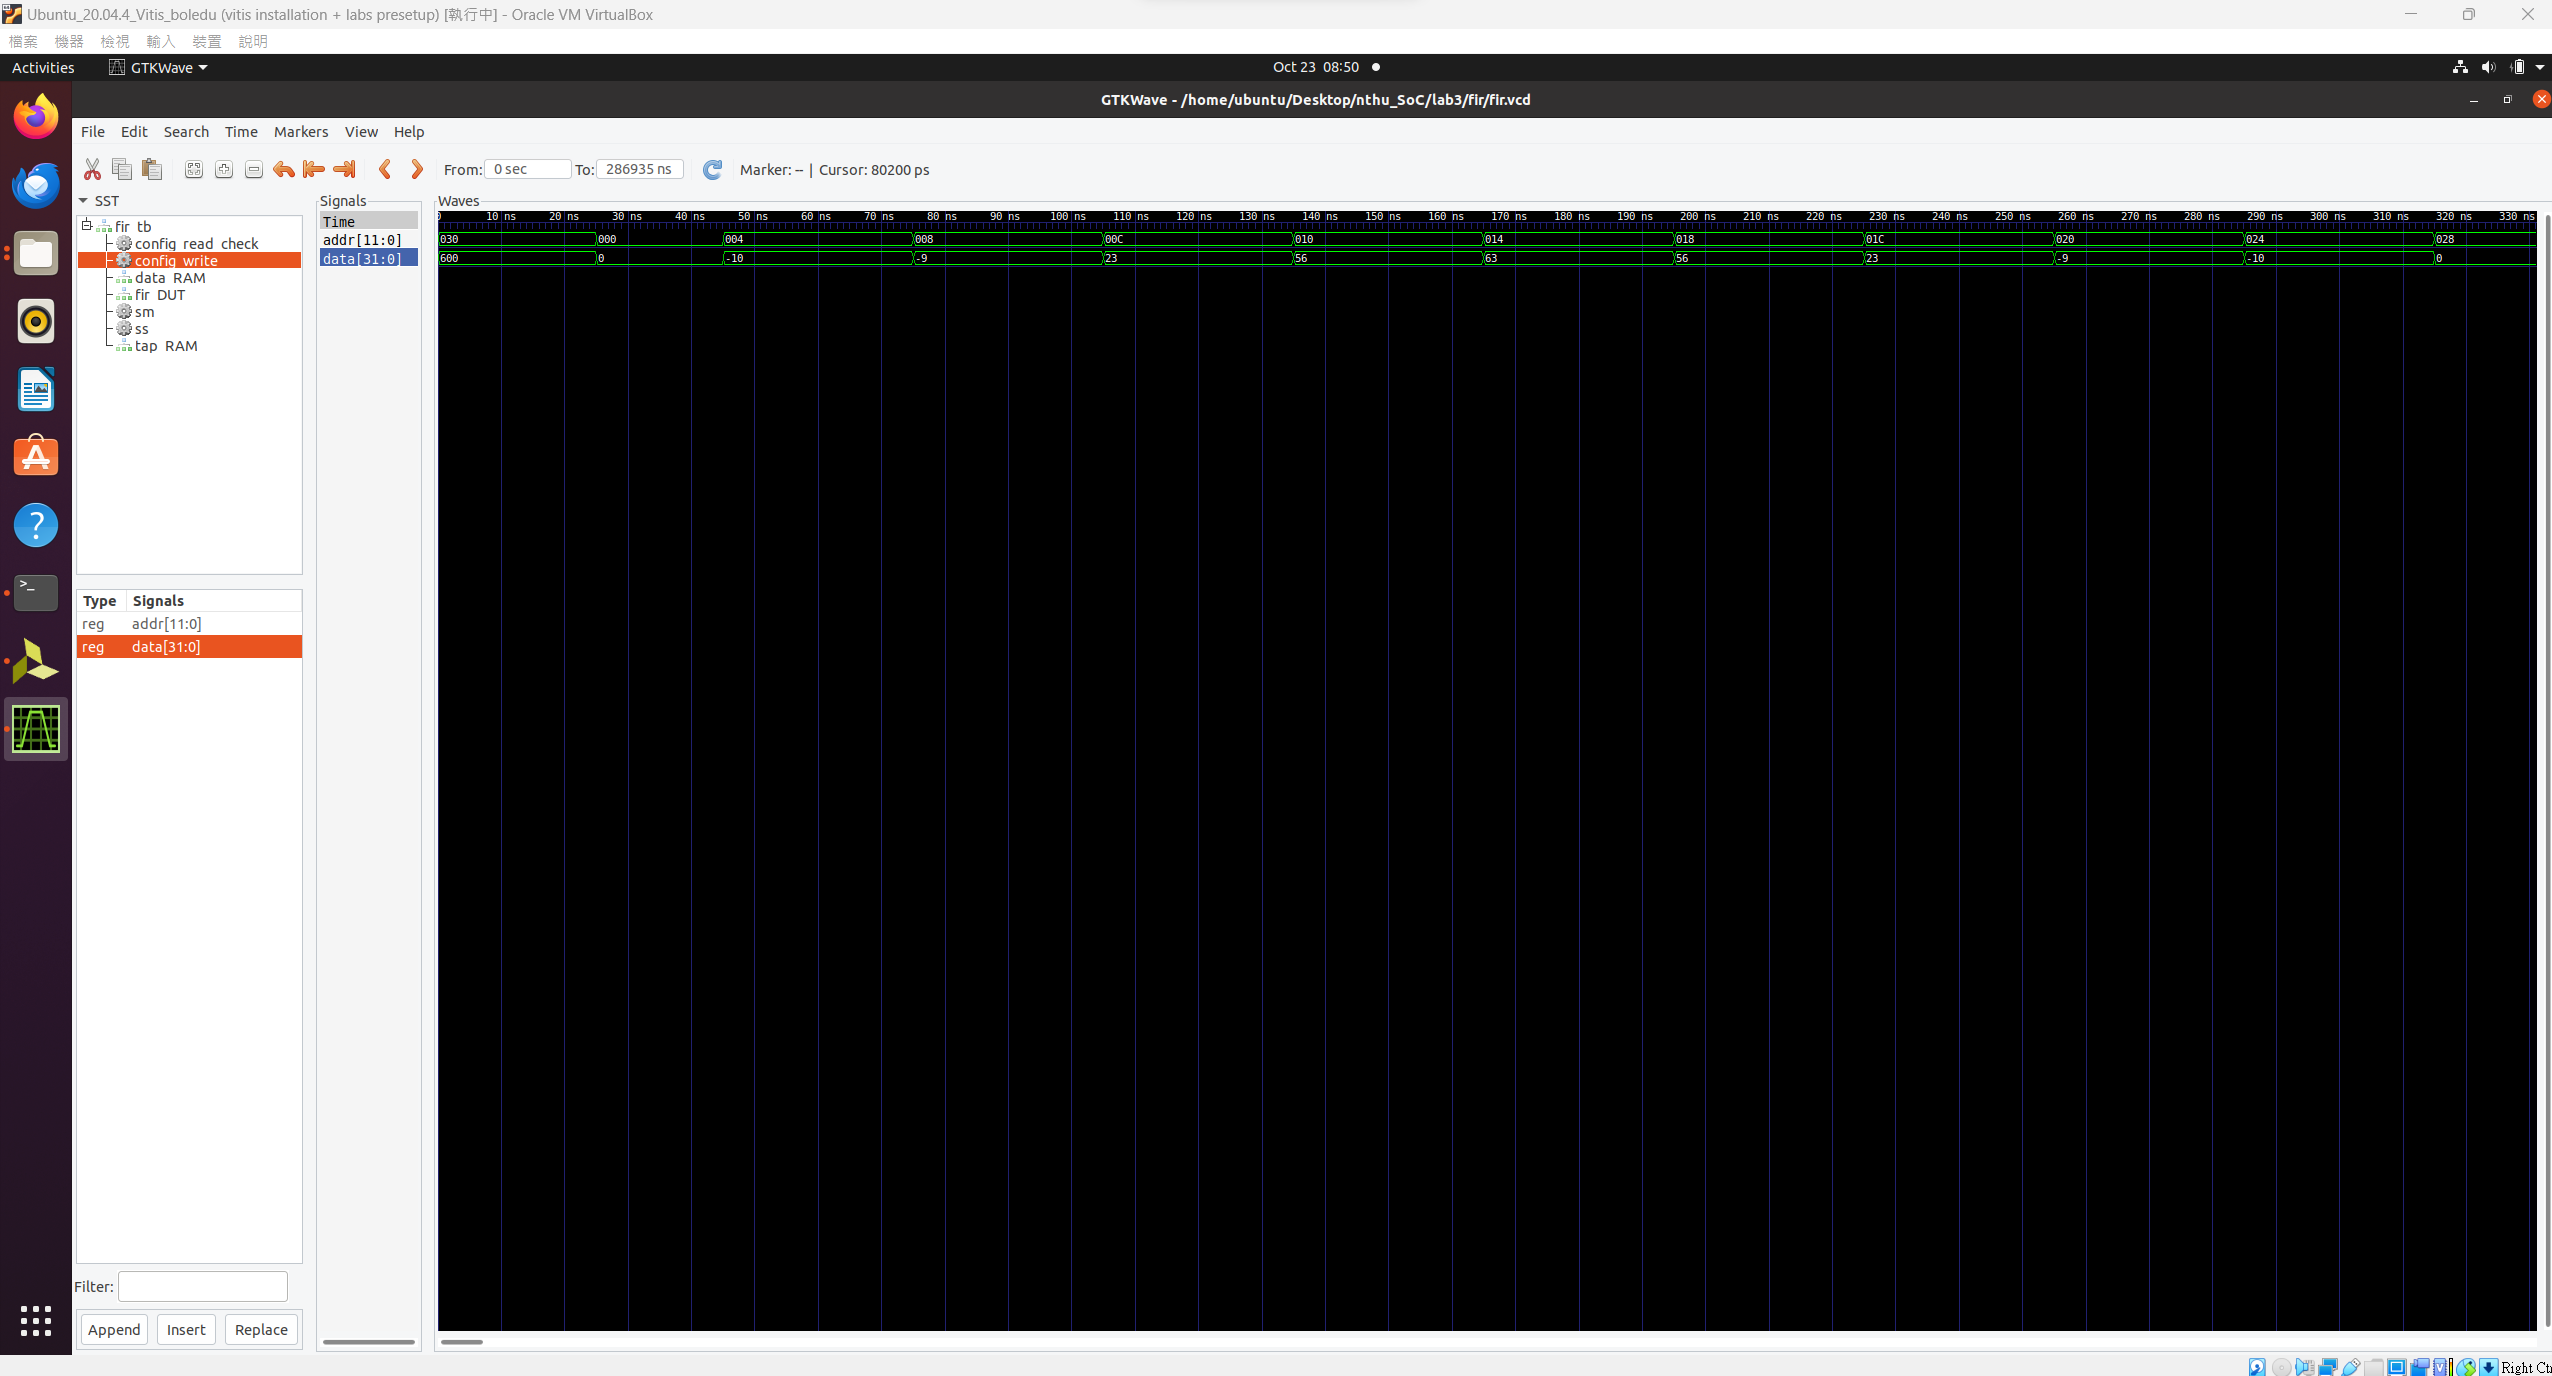 Ubuntu_20.04.4_Vitis_boledu (vitis installation + labs presetup) [執行中] - Oracle VM VirtualBox
檔案 機器 檢視 輸入 裝置 說明
Activities GTKWave Oct 23 08:50
GTKWave - /home/ubuntu/Desktop/nthu_SoC/lab3/fir/fir.vcd
File Edit Search Time Markers View Help
From: 0 sec To: 286935 ns Marker: -- | Cursor: 80200 ps
SST
fir_tb
config_read_check
config_write
data_RAM
fir_DUT
sm
ss
tap_RAM
Type Signals
reg addr[11:0]
reg data[31:0]
Filter:
Append Insert Replace
Signals
Time
addr[11:0]
data[31:0]
Waves
0 10 ns 20 ns 30 ns 40 ns 50 ns 60 ns 70 ns 80 ns 90 ns 100 ns 110 ns 120 ns 130 ns 140 ns 150 ns 160 ns 170 ns 180 ns 190 ns 200 ns 210 ns 220 ns 230 ns 240 ns 250 ns 260 ns 270 ns 280 ns 290 ns 300 ns 310 ns 320 ns 330 ns
030 000 004 008 00C 010 014 018 01C 020 024 028
600 0 -10 -9 23 56 63 56 23 -9 -10 0
Right Ct